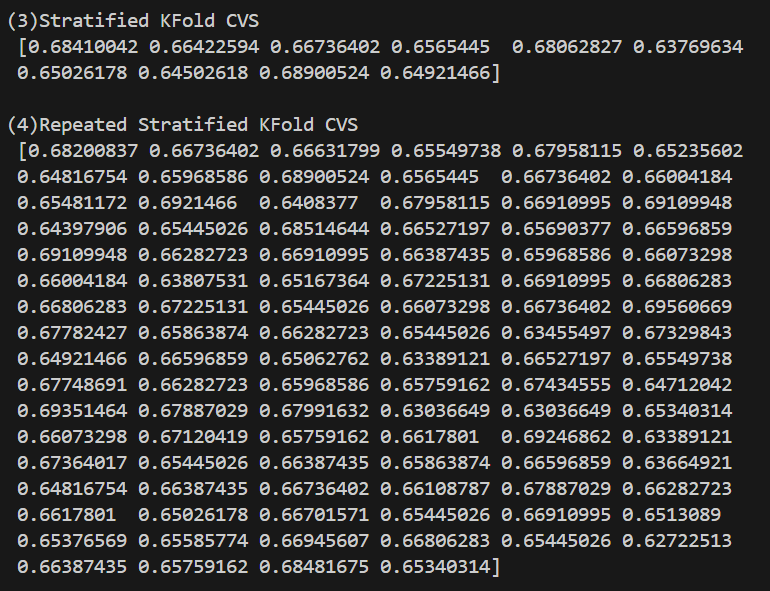 (3)Stratified KFold CVS
[0.68410042 0.66422594 0.66736402 0.6565445  0.68062827 0.63769634
0.65026178 0.64502618 0.68900524 0.64921466]
(4)Repeated Stratified KFold CVS
[0.68200837 0.66736402 0.66631799 0.65549738 0.67958115 0.65235602
0.64816754 0.65968586 0.68900524 0.6565445  0.66736402 0.66004184
0.65481172 0.6921466  0.6408377  0.67958115 0.66910995 0.69109948
0.64397906 0.65445026 0.68514644 0.66527197 0.65690377 0.66596859
0.69109948 0.66282723 0.66910995 0.66387435 0.65968586 0.66073298
0.66004184 0.63807531 0.65167364 0.67225131 0.66910995 0.66806283
0.66806283 0.67225131 0.65445026 0.66073298 0.66736402 0.69560669
0.67782427 0.65863874 0.66282723 0.65445026 0.63455497 0.67329843
0.64921466 0.66596859 0.65062762 0.63389121 0.66527197 0.65549738
0.67748691 0.66282723 0.65968586 0.65759162 0.67434555 0.64712042
0.69351464 0.67887029 0.67991632 0.63036649 0.63036649 0.65340314
0.66073298 0.67120419 0.65759162 0.6617801  0.69246862 0.63389121
0.67364017 0.65445026 0.66387435 0.65863874 0.66596859 0.63664921
0.64816754 0.66387435 0.66736402 0.66108787 0.67887029 0.66282723
0.6617801  0.65026178 0.66701571 0.65445026 0.66910995 0.6513089
0.65376569 0.65585774 0.66945607 0.66806283 0.65445026 0.62722513
0.66387435 0.65759162 0.68481675 0.65340314]